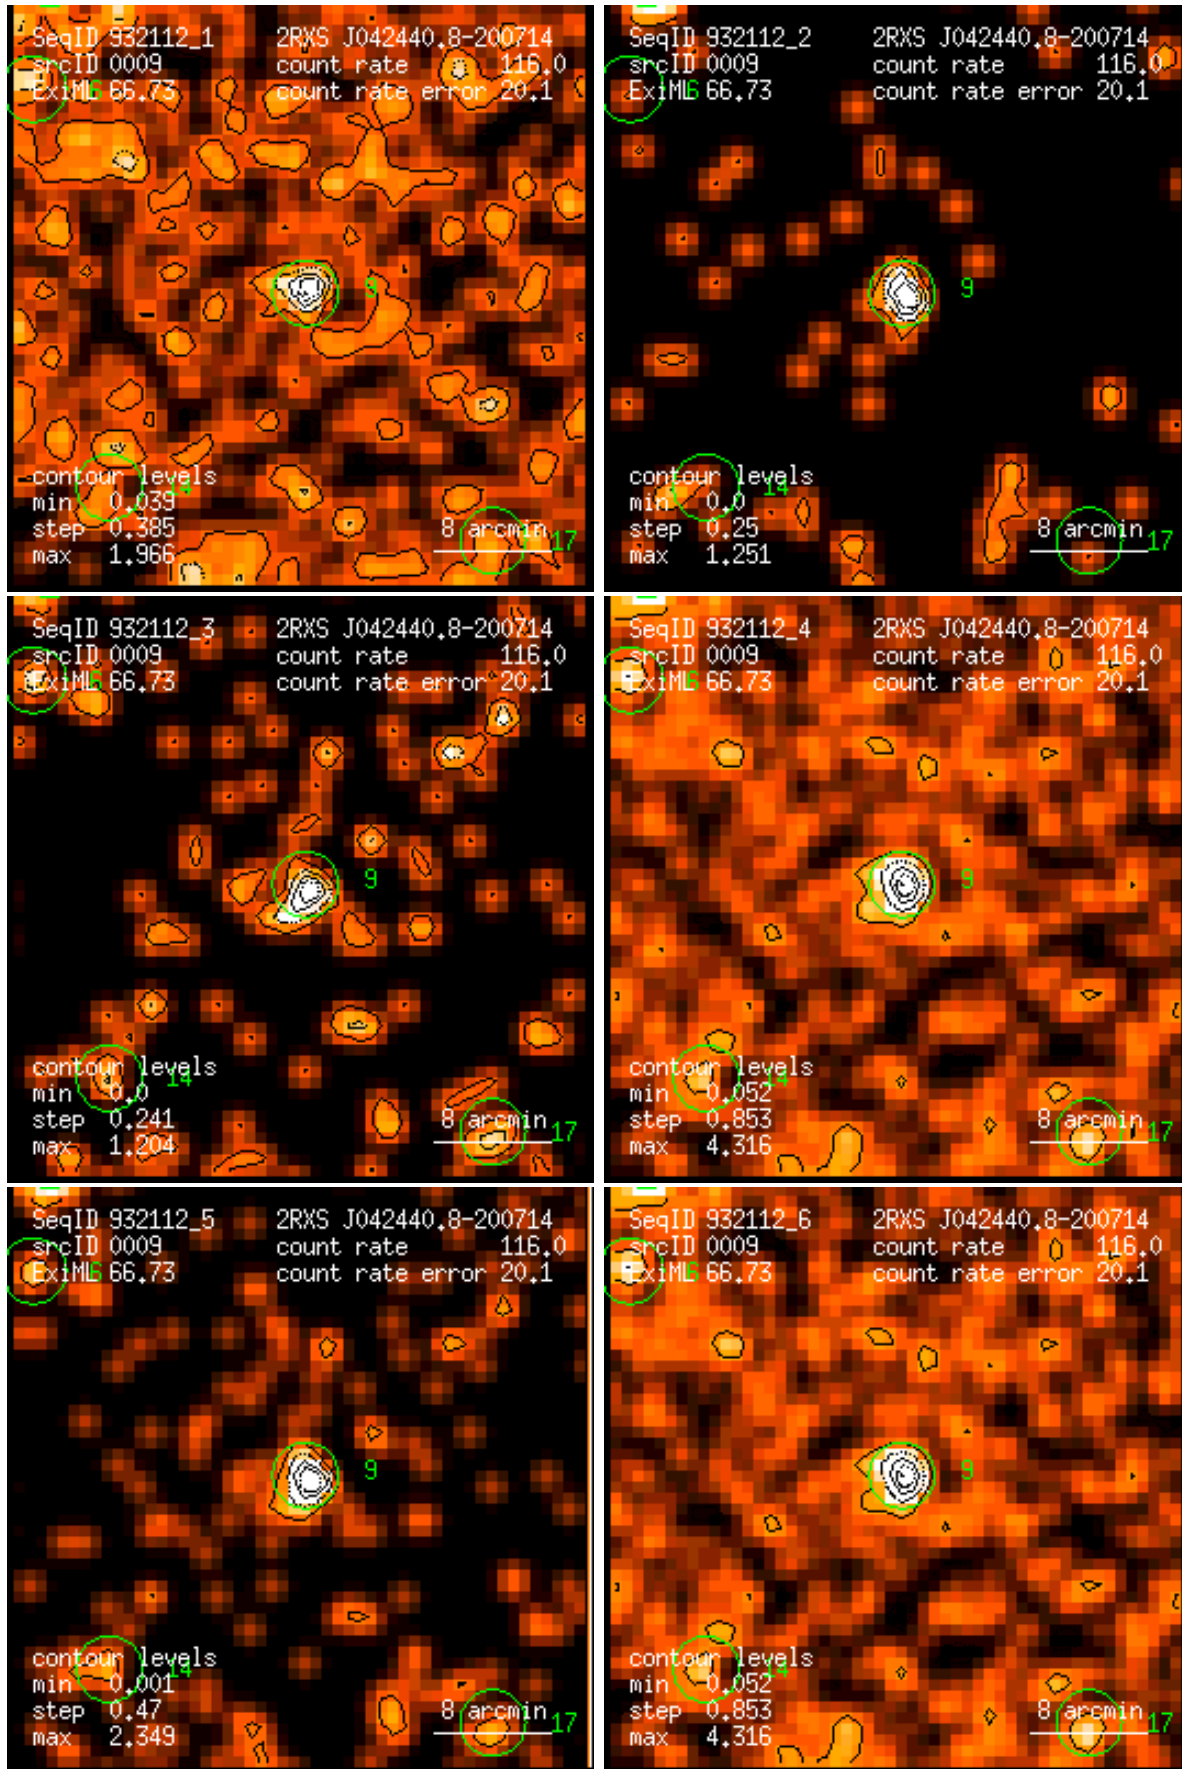 SeqID 932112_1 2RXS J042440.8-200714
srcID 0009 count rate 116.0
ExiML 66.73 count rate error 20.1
6
9
contour levels
14
min 0.039
step 0.385 8 arcmin
17
max 1.966
SeqID 932112_2 2RXS J042440.8-200714
srcID 0009 count rate 116.0
ExiML 66.73 count rate error 20.1
6
9
contour levels
14
min 0.0
step 0.25 8 arcmin
17
max 1.251
SeqID 932112_3 2RXS J042440.8-200714
srcID 0009 count rate 116.0
ExiML 66.73 count rate error 20.1
6
9
contour levels
14
min 0.0
step 0.241 8 arcmin
17
max 1.204
SeqID 932112_4 2RXS J042440.8-200714
srcID 0009 count rate 116.0
ExiML 66.73 count rate error 20.1
6
9
contour levels
14
min 0.052
step 0.853 8 arcmin
17
max 4.316
SeqID 932112_5 2RXS J042440.8-200714
srcID 0009 count rate 116.0
ExiML 66.73 count rate error 20.1
6
9
contour levels
14
min 0.001
step 0.47 8 arcmin
17
max 2.349
SeqID 932112_6 2RXS J042440.8-200714
srcID 0009 count rate 116.0
ExiML 66.73 count rate error 20.1
6
9
contour levels
14
min 0.052
step 0.853 8 arcmin
17
max 4.316